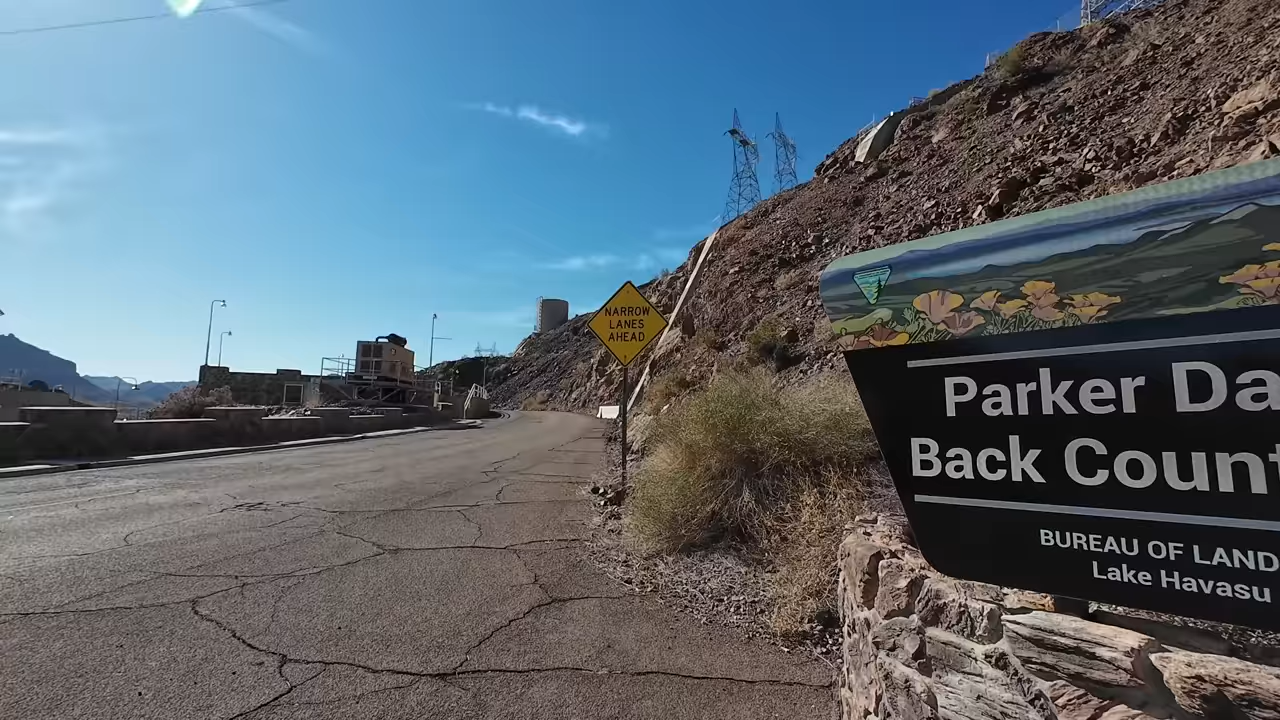 NARROW
LANES
AHEAD
Parker Da
Back Count
BUREAU OF LAND
Lake Havasu